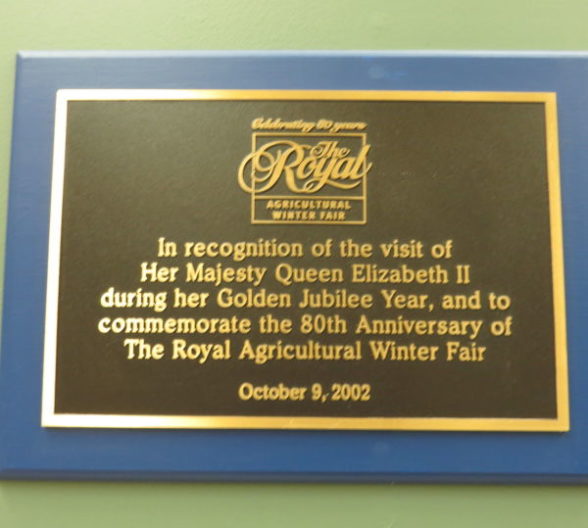 Celebrating 80 years
The
Royal
AGRICULTURAL
WINTER FAIR
In recognition of the visit of
Her Majesty Queen Elizabeth II
during her Golden Jubilee Year, and to
commemorate the 80th Anniversary of
The Royal Agricultural Winter Fair
October 9, 2002